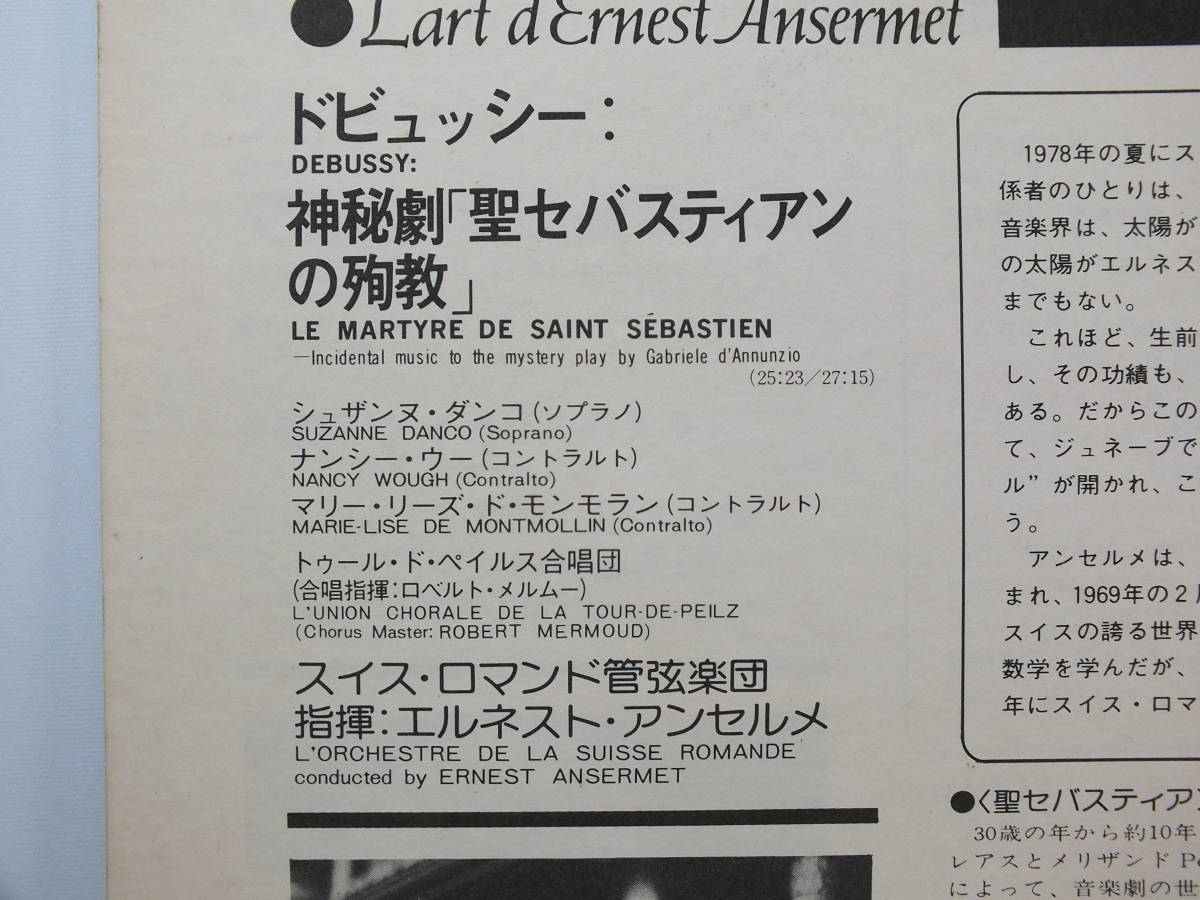 ●L'art d'Ernest Ansermet
ドビュッシー:
DEBUSSY:
神秘劇「聖セバスティアン
の殉教」
LE MARTYRE DE SAINT SÉBASTIEN
—Incidental music to the mystery play by Gabriele d'Annunzio
(25:23/27:15)
シュザンヌ・ダンコ(ソプラノ)
SUZANNE DANCO (Soprano)
ナンシー・ウー(コントラルト)
NANCY WOUGH (Contralto)
マリー・リーズ・ド・モンモラン(コントラルト)
MARIE-LISE DE MONTMOLLIN (Contralto)
トゥール・ド・ペイルス合唱団
(合唱指揮:ロベルト・メルムー)
L'UNION CHORALE DE LA TOUR-DE-PEILZ
(Chorus Master: ROBERT MERMOUD)
スイス・ロマンド管弦楽団
指揮:エルネスト・アンセルメ
L'ORCHESTRE DE LA SUISSE ROMANDE
conducted by ERNEST ANSERMET
1978年の夏にス
係者のひとりは、
音楽界は、太陽が
の太陽がエルネス
までもない。
これほど、生前
し、その功績も、
ある。だからこの
て、ジュネーブで
ル”が開かれ、こ
う。
アンセルメは、
まれ、1969年の2月
スイスの誇る世界
数学を学んだが、
年にスイス・ロマ
●〈聖セバスティアン
30歳の年から約10年
レアスとメリザンド Pe
によって、音楽劇の世